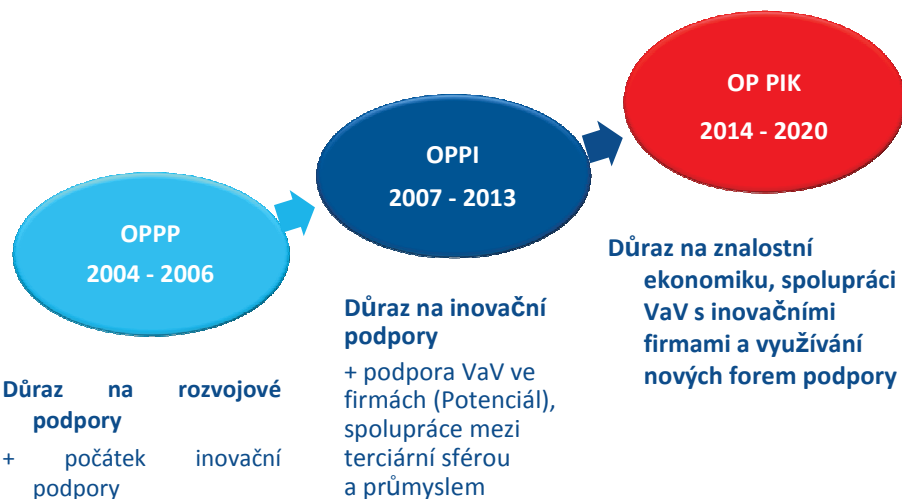 OPPP
2004 - 2006
Důraz na rozvojové
podpory
+ počátek inovační
podpory
OPPI
2007 - 2013
Důraz na inovační
podpory
+ podpora VaV ve
firmách (Potenciál),
spolupráce mezi
terciární sférou
a průmyslem
OP PIK
2014 - 2020
Důraz na znalostní
ekonomiku, spolupráci
VaV s inovačními
firmami a využívání
nových forem podpory